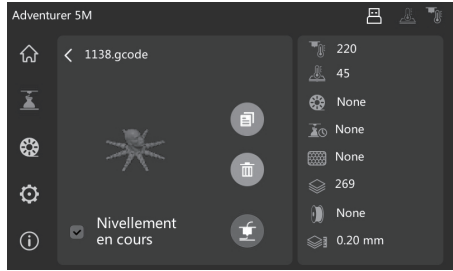 Adventurer 5M
1138.gcode
Nivellement
en cours
220
45
None
None
None
269
None
0.20 mm